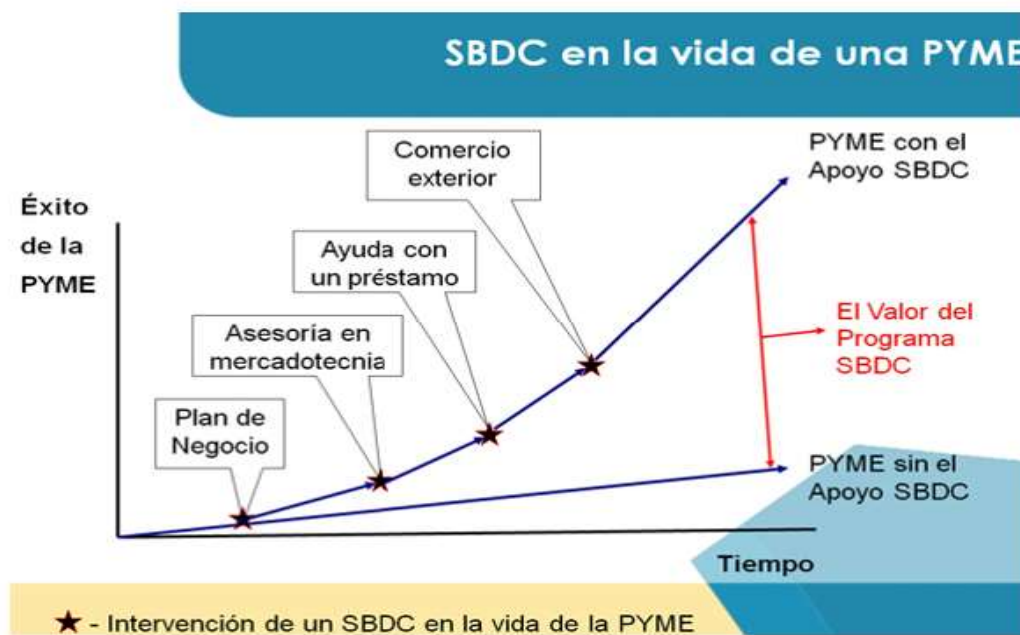 SBDC en la vida de una PYME
Comercio
exterior
PYME con el
Apoyo SBDC
Éxito
de la
PYME
Ayuda con
un préstamo
Asesoría en
mercadotecnia
El Valor del
Programa
SBDC
Plan de
Negocio
PYME sin el
Apoyo SBDC
Tiempo
★ - Intervención de un SBDC en la vida de la PYME